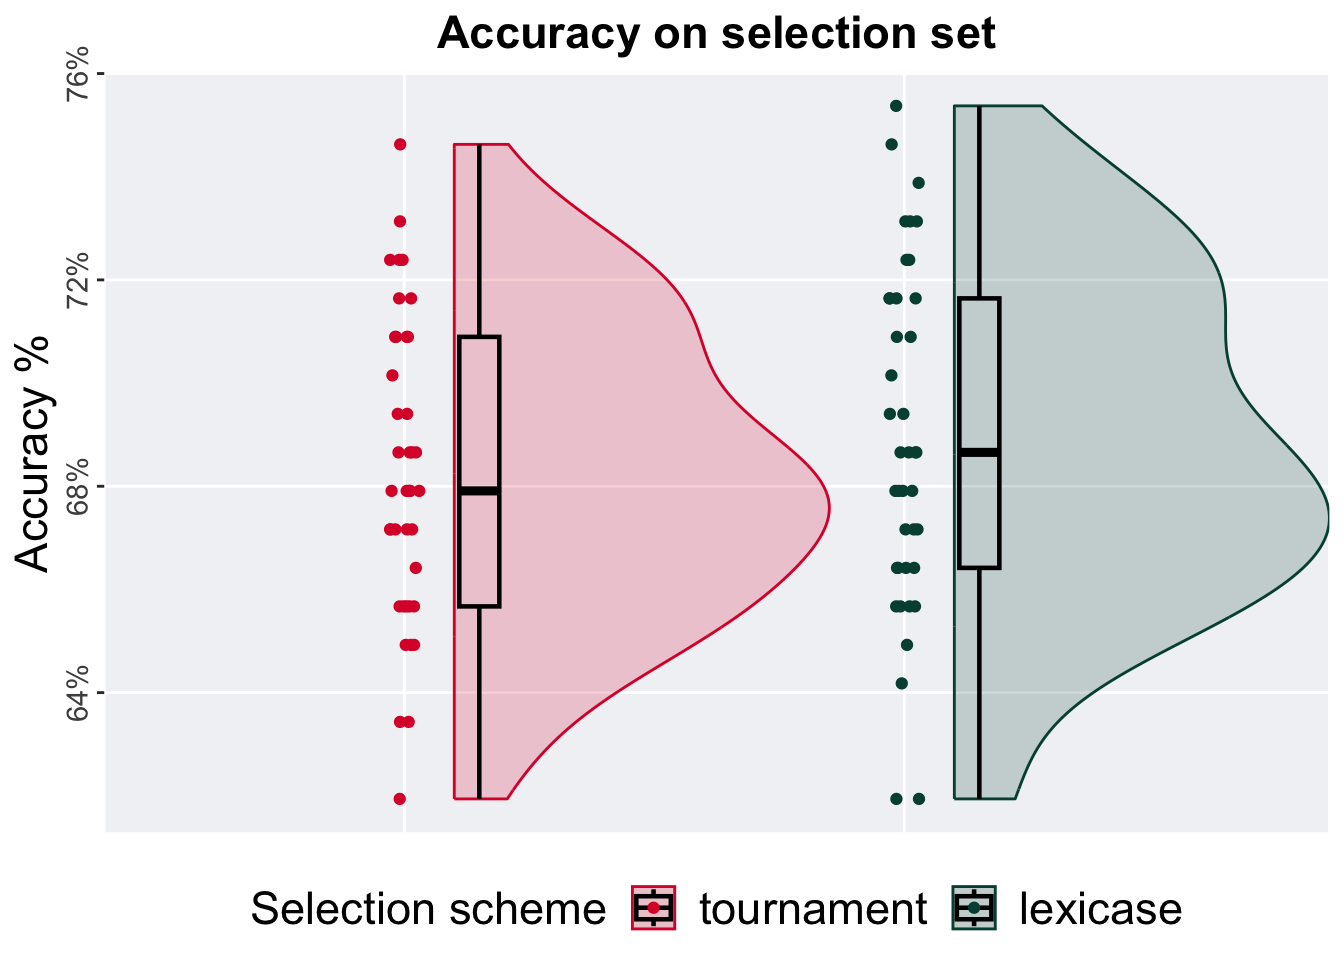 Accuracy on selection set
Accuracy %
76%
72%
68%
64%
Selection scheme tournament lexicase